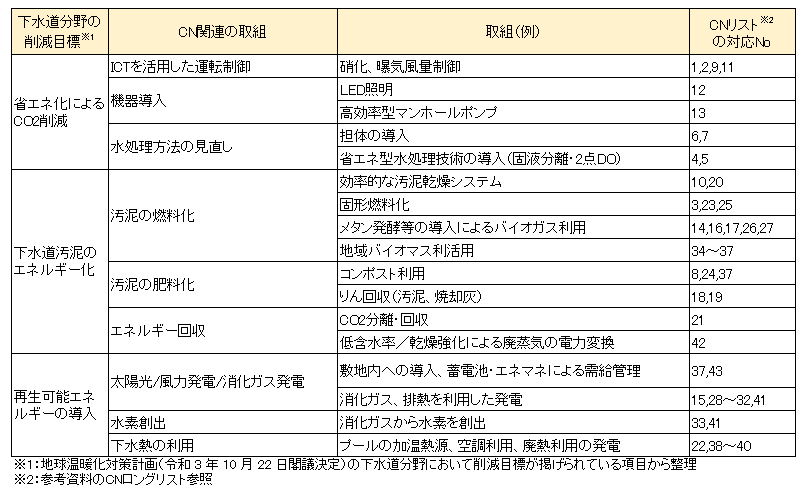 下水道分野の
削減目標※1
CN関連の取組
取組(例)
CNリスト※2
の対応No
省エネ化による
CO2削減
ICTを活用した運転制御
硝化、曝気風量制御
1,2,9,11
機器導入
LED照明
12
高効率型マンホールポンプ
13
水処理方法の見直し
担体の導入
6,7
省エネ型水処理技術の導入(固液分離・2点DO)
4,5
下水道汚泥の
エネルギー化
汚泥の燃料化
効率的な汚泥乾燥システム
10,20
固形燃料化
3,23,25
メタン発酵等の導入によるバイオガス利用
14,16,17,26,27
地域バイオマス利活用
34～37
汚泥の肥料化
コンポスト利用
8,24,37
りん回収(汚泥、焼却灰)
18,19
エネルギー回収
CO2分離・回収
21
低含水率／乾燥強化による廃蒸気の電力変換
42
再生可能エネ
ルギーの導入
太陽光/風力発電/消化ガス発電
敷地内への導入、蓄電池・エネマネによる需給管理
37,43
消化ガス、排熱を利用した発電
15,28～32,41
水素創出
消化ガスから水素を創出
33,41
下水熱の利用
プールの加温熱源、空調利用、廃熱利用の発電
22,38～40
※1：地球温暖化対策計画(令和３年 10 月 22 日閣議決定)の下水道分野において削減目標が掲げられている項目から整理
※2：参考資料のCNロングリスト参照